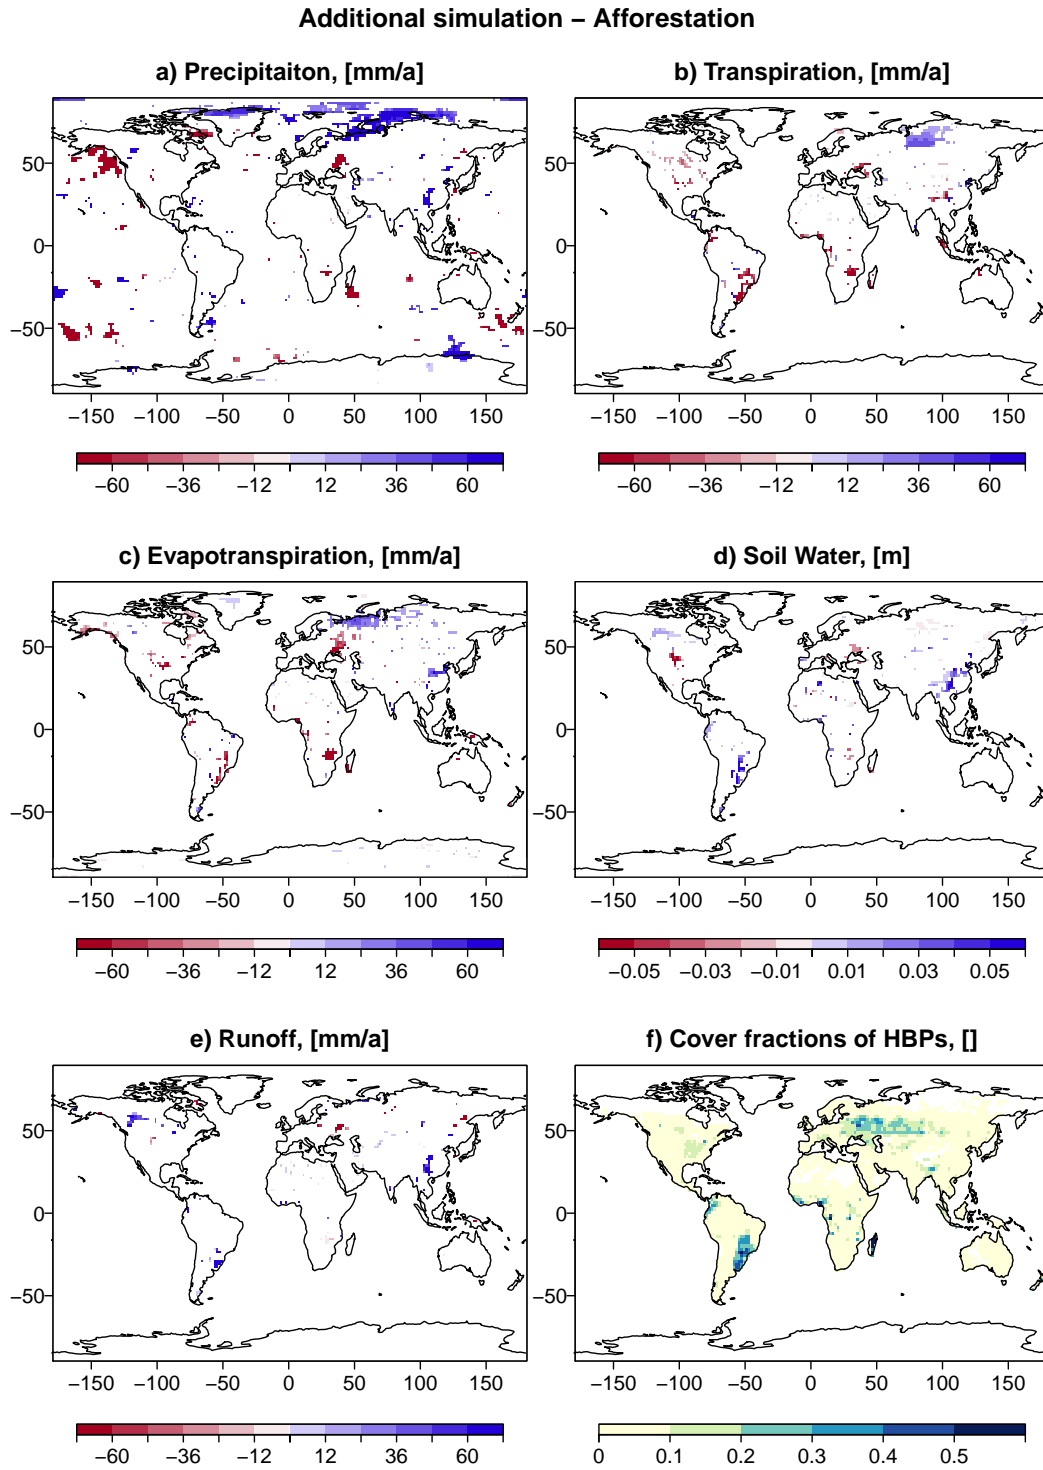 Additional simulation – Afforestation
a) Precipitaiton, [mm/a]
50
0
−50
−150 −100 −50 0 50 100 150
−60 −36 −12 12 36 60
b) Transpiration, [mm/a]
50
0
−50
−150 −100 −50 0 50 100 150
−60 −36 −12 12 36 60
c) Evapotranspiration, [mm/a]
50
0
−50
−150 −100 −50 0 50 100 150
−60 −36 −12 12 36 60
d) Soil Water, [m]
50
0
−50
−150 −100 −50 0 50 100 150
−0.05 −0.03 −0.01 0.01 0.03 0.05
e) Runoff, [mm/a]
50
0
−50
−150 −100 −50 0 50 100 150
−60 −36 −12 12 36 60
f) Cover fractions of HBPs, []
50
0
−50
−150 −100 −50 0 50 100 150
0 0.1 0.2 0.3 0.4 0.5